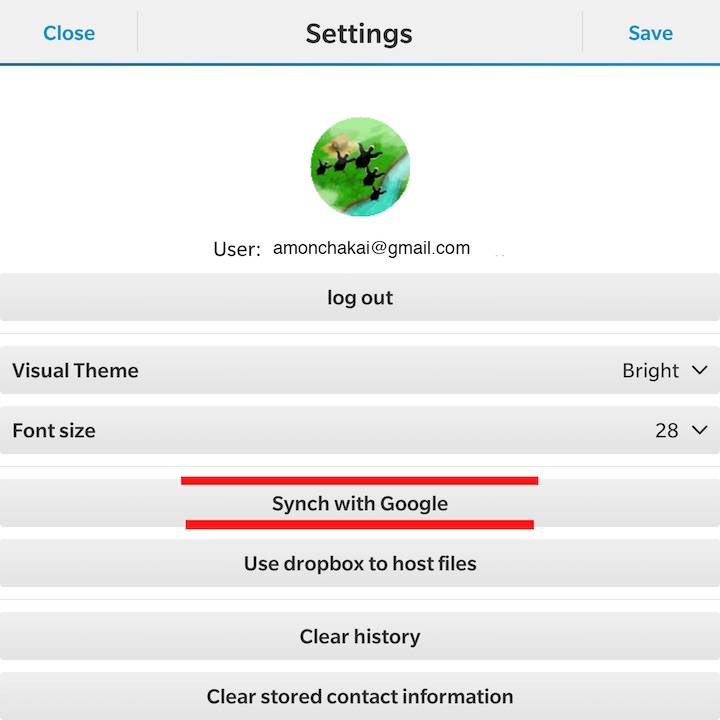 Close Settings Save
User: amonchakai@gmail.com
log out
Visual Theme Bright
Font size 28
Synch with Google
Use dropbox to host files
Clear history
Clear stored contact information